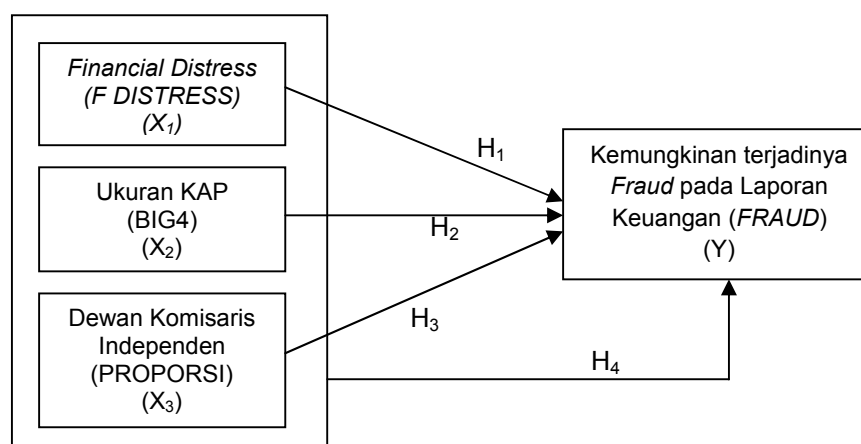 Financial Distress
(F DISTRESS)
(X₁)
Ukuran KAP
(BIG4)
(X₂)
Dewan Komisaris
Independen
(PROPORSI)
(X₃)
H₁
H₂
H₃
H₄
Kemungkinan terjadinya
Fraud pada Laporan
Keuangan (FRAUD)
(Y)